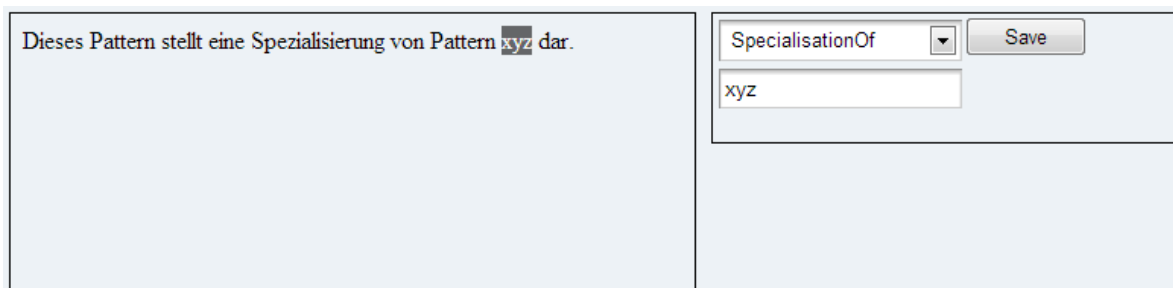 Dieses Pattern stellt eine Spezialisierung von Pattern xyz dar.
SpecialisationOf
Save
xyz